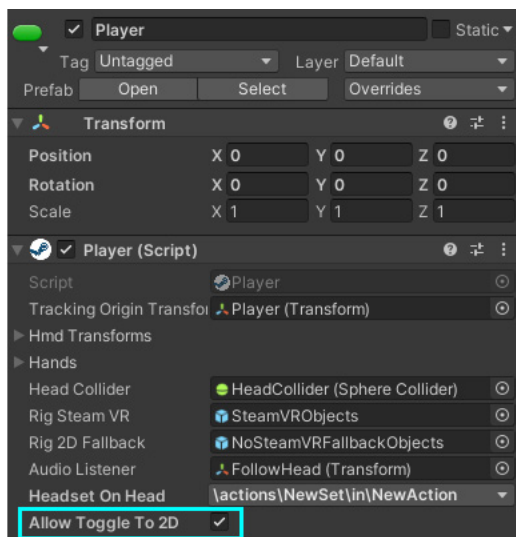 Player Static
Tag Untagged Layer Default
Prefab Open Select Overrides
Transform
Position X 0 Y 0 Z 0
Rotation X 0 Y 0 Z 0
Scale X 1 Y 1 Z 1
Player (Script)
Script Player
Tracking Origin Transfor Player (Transform)
Hmd Transforms
Hands
Head Collider HeadCollider (Sphere Collider)
Rig Steam VR SteamVRObjects
Rig 2D Fallback NoSteamVRFallbackObjects
Audio Listener FollowHead (Transform)
Headset On Head \actions\NewSet\in\NewAction
Allow Toggle To 2D